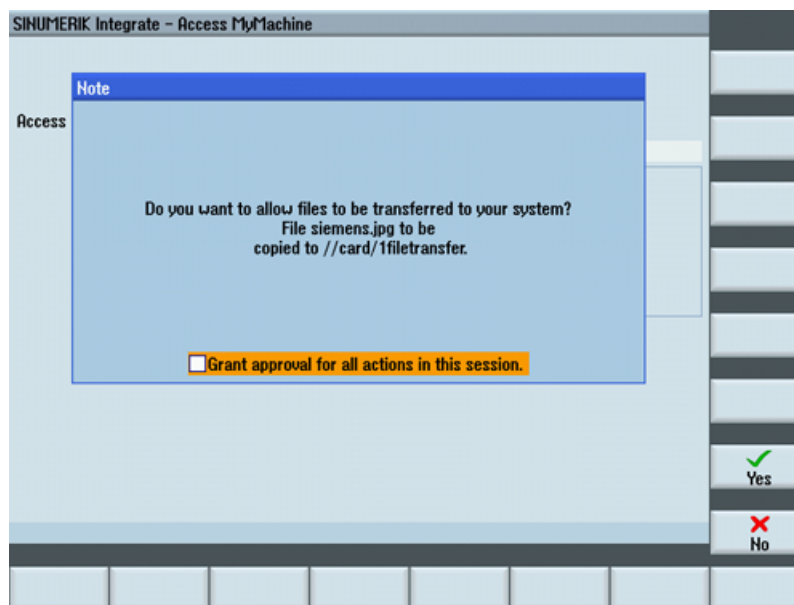 SINUMERIK Integrate - Access MyMachine
Note
Access
Do you want to allow files to be transferred to your system?
File siemens.jpg to be
copied to //card/1filetransfer.
Grant approval for all actions in this session.
Yes
No